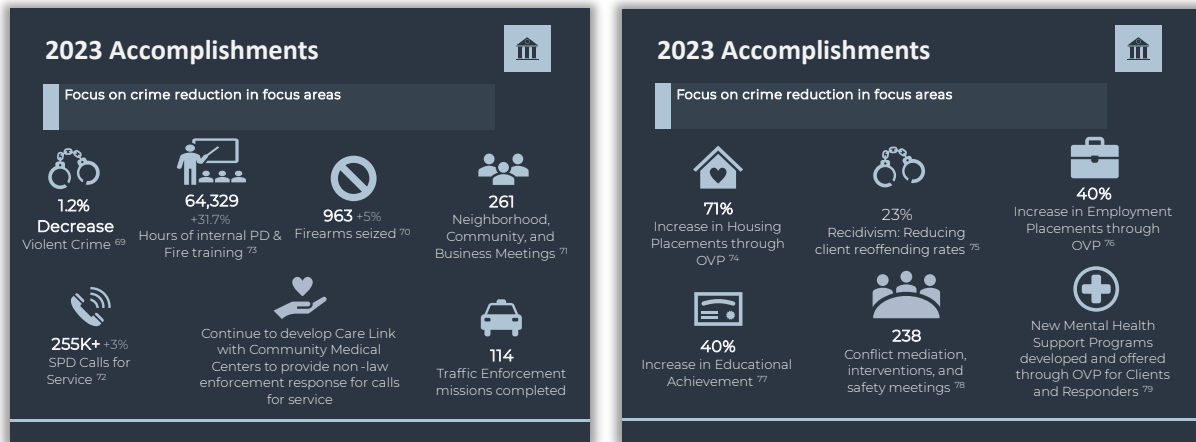 2023 Accomplishments
Focus on crime reduction in focus areas
1.2%
Decrease
Violent Crime 69
64,329
+31.7%
Hours of internal PD &
Fire training 73
963 +5%
Firearms seized 70
261
Neighborhood,
Community, and
Business Meetings 71
255K+ +3%
SPD Calls for
Service 72
Continue to develop Care Link
with Community Medical
Centers to provide non -law
enforcement response for calls
for service
114
Traffic Enforcement
missions completed
2023 Accomplishments
Focus on crime reduction in focus areas
71%
Increase in Housing
Placements through
OVP 74
23%
Recidivism: Reducing
client reoffending rates 75
40%
Increase in Employment
Placements through
OVP 76
40%
Increase in Educational
Achievement 77
238
Conflict mediation,
interventions, and
safety meetings 78
New Mental Health
Support Programs
developed and offered
through OVP for Clients
and Responders 79